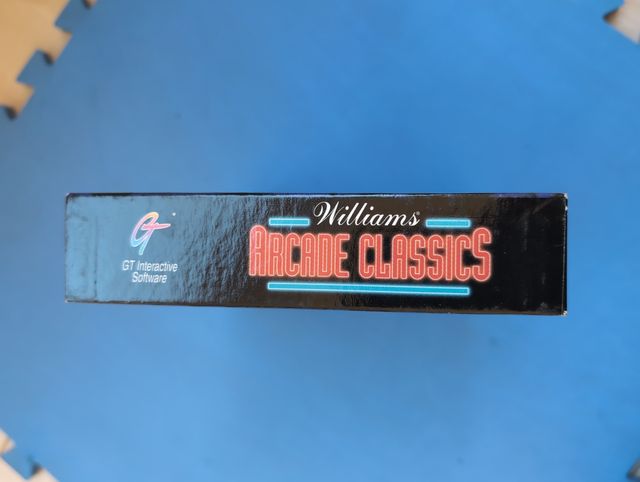 GT
GT Interactive
Software
Williams®
ARCADE CLASSICS